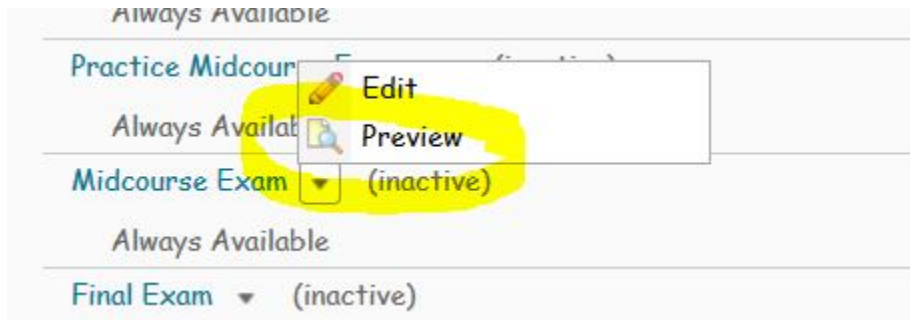 Always Available
Practice Midcour
Edit
Always Availab
Preview
Midcourse Exam (inactive)
Always Available
Final Exam (inactive)